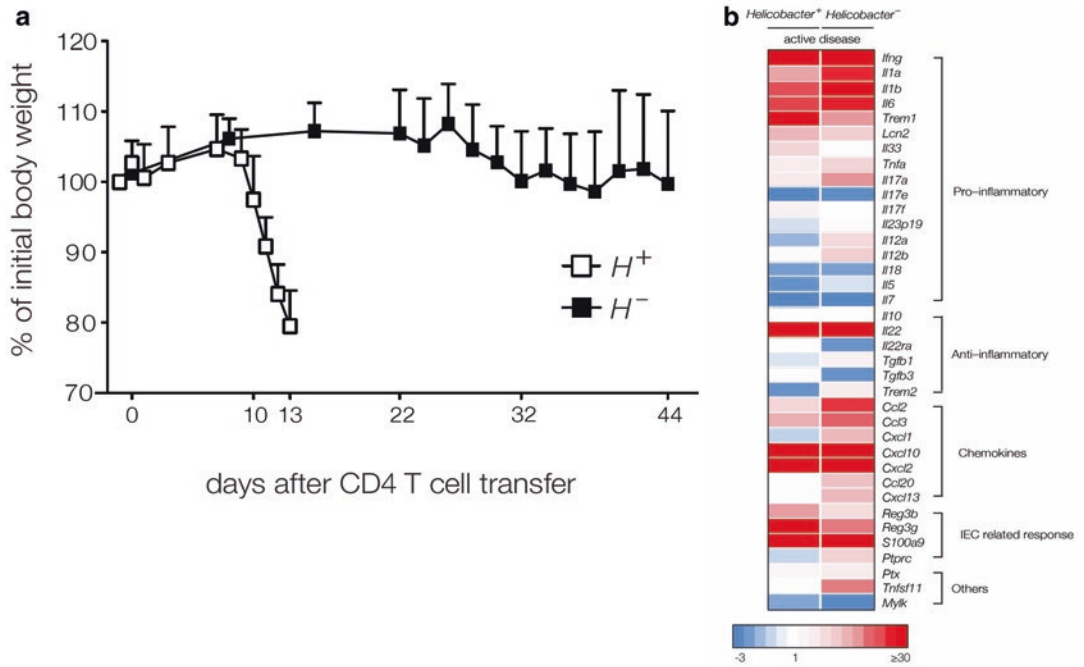 a
120
110
100
90
80
70
% of initial body weight
H+
H−
0 10 13 22 32 44
days after CD4 T cell transfer
b
Helicobacter+ Helicobacter−
active disease
Ifng
Il1a
Il1b
Il6
Trem1
Lcn2
Il33
Tnfa
Il17a
Il17e
Il17f
Il23p19
Il12a
Il12b
Il18
Il5
Il7
Pro–inflammatory
Il10
Il22
Il22ra
Tgfb1
Tgfb3
Trem2
Anti–inflammatory
Ccl2
Ccl3
Cxcl1
Cxcl10
Cxcl2
Ccl20
Cxcl13
Chemokines
Reg3b
Reg3g
S100a9
Ptprc
IEC related response
Ptx
Tnfsf11
Mylk
Others
-3 1 ≥30